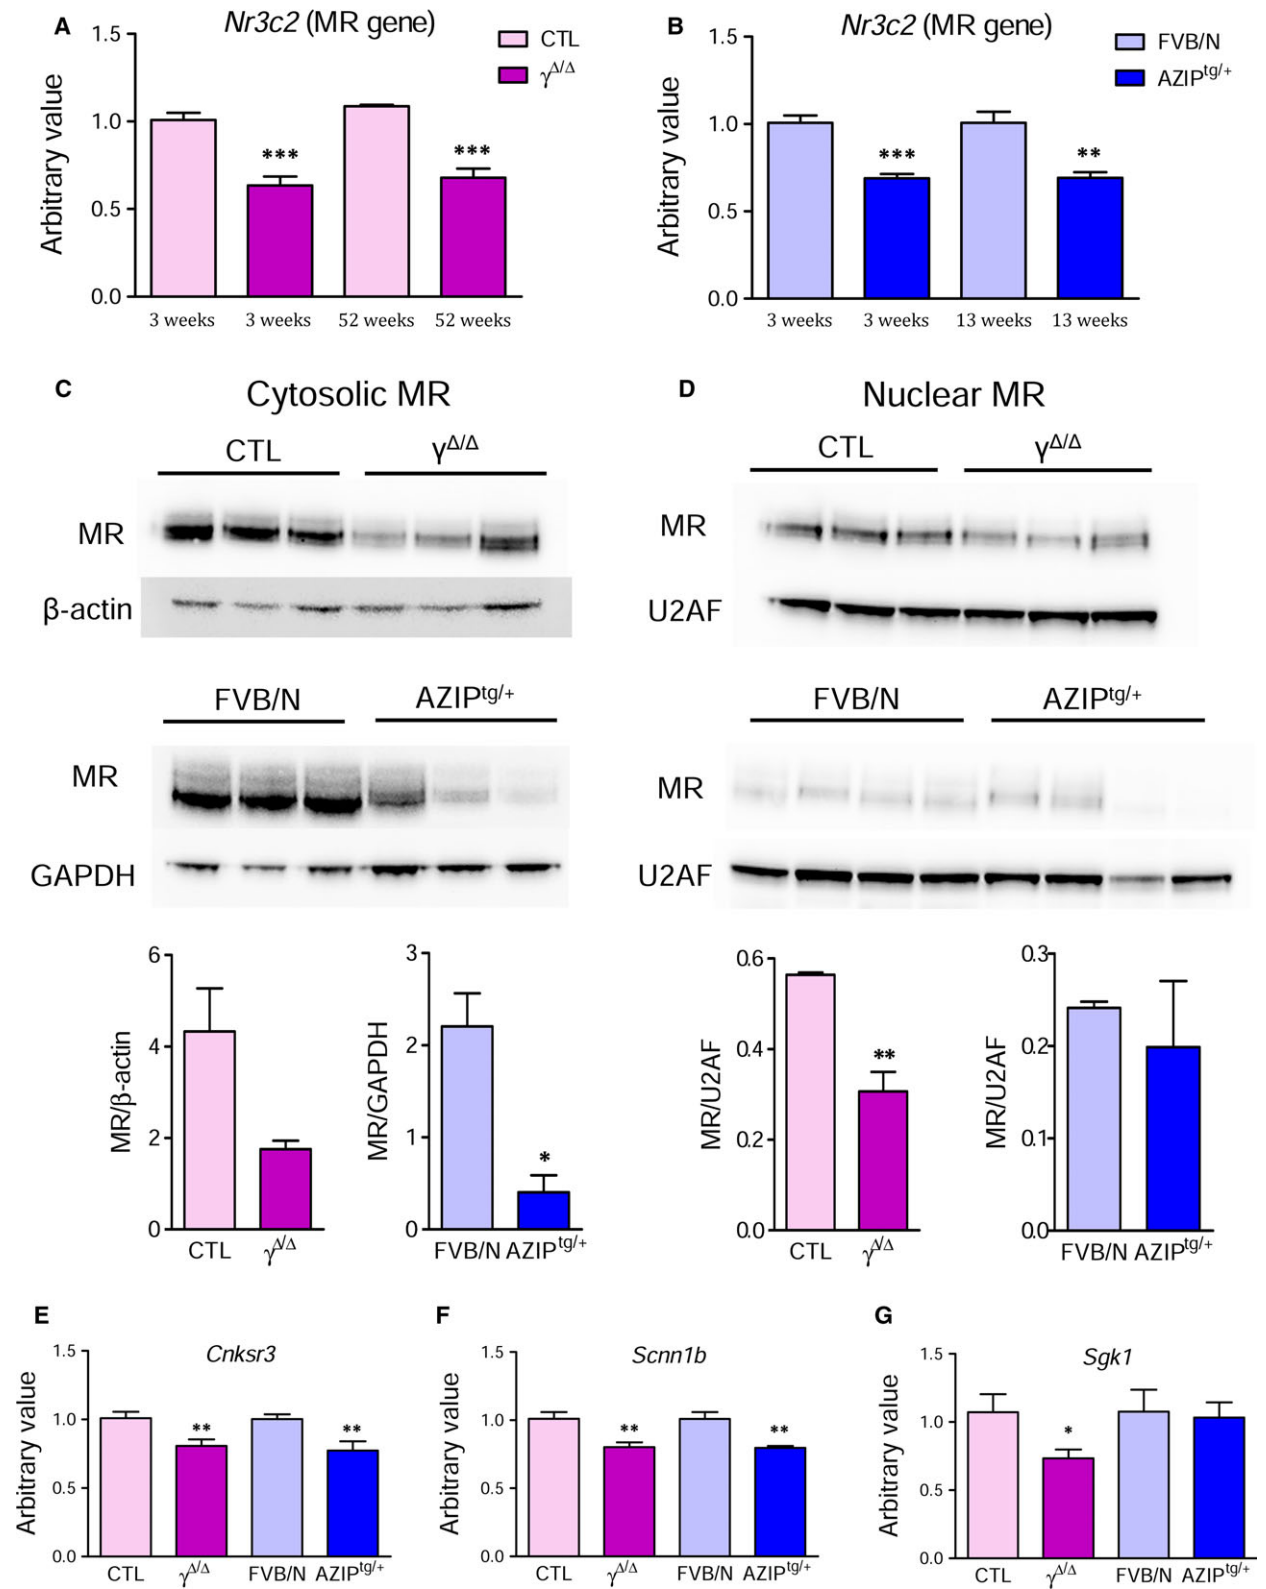 A
Nr3c2 (MR gene)
CTL
γΔ/Δ
Arbitrary value
1.5
1.0
0.5
0.0
***
***
3 weeks 3 weeks 52 weeks 52 weeks
B
Nr3c2 (MR gene)
FVB/N
AZIPtg/+
Arbitrary value
1.5
1.0
0.5
0.0
***
**
3 weeks 3 weeks 13 weeks 13 weeks
C
Cytosolic MR
CTL γΔ/Δ
MR
β-actin
FVB/N AZIPtg/+
MR
GAPDH
MR/β-actin
6
4
2
0
CTL γΔ/Δ
MR/GAPDH
3
2
1
0
*
FVB/N AZIPtg/+
D
Nuclear MR
CTL γΔ/Δ
MR
U2AF
FVB/N AZIPtg/+
MR
U2AF
MR/U2AF
0.6
0.4
0.2
0.0
**
CTL γΔ/Δ
MR/U2AF
0.3
0.2
0.1
0.0
FVB/N AZIPtg/+
E
Cnksr3
Arbitrary value
1.5
1.0
0.5
0.0
**
**
CTL γΔ/Δ FVB/N AZIPtg/+
F
Scnn1b
Arbitrary value
1.5
1.0
0.5
0.0
**
**
CTL γΔ/Δ FVB/N AZIPtg/+
G
Sgk1
Arbitrary value
1.5
1.0
0.5
0.0
*
CTL γΔ/Δ FVB/N AZIPtg/+